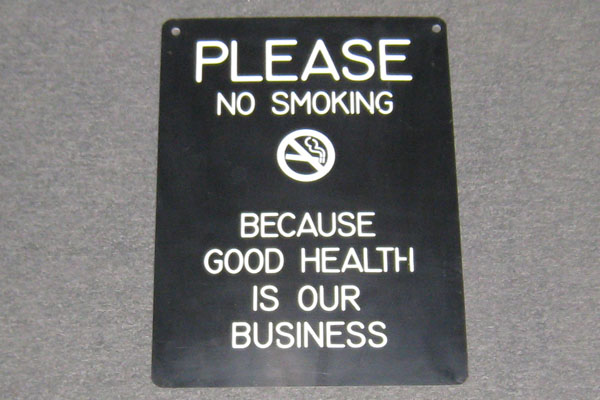 PLEASE
NO SMOKING
BECAUSE
GOOD HEALTH
IS OUR
BUSINESS